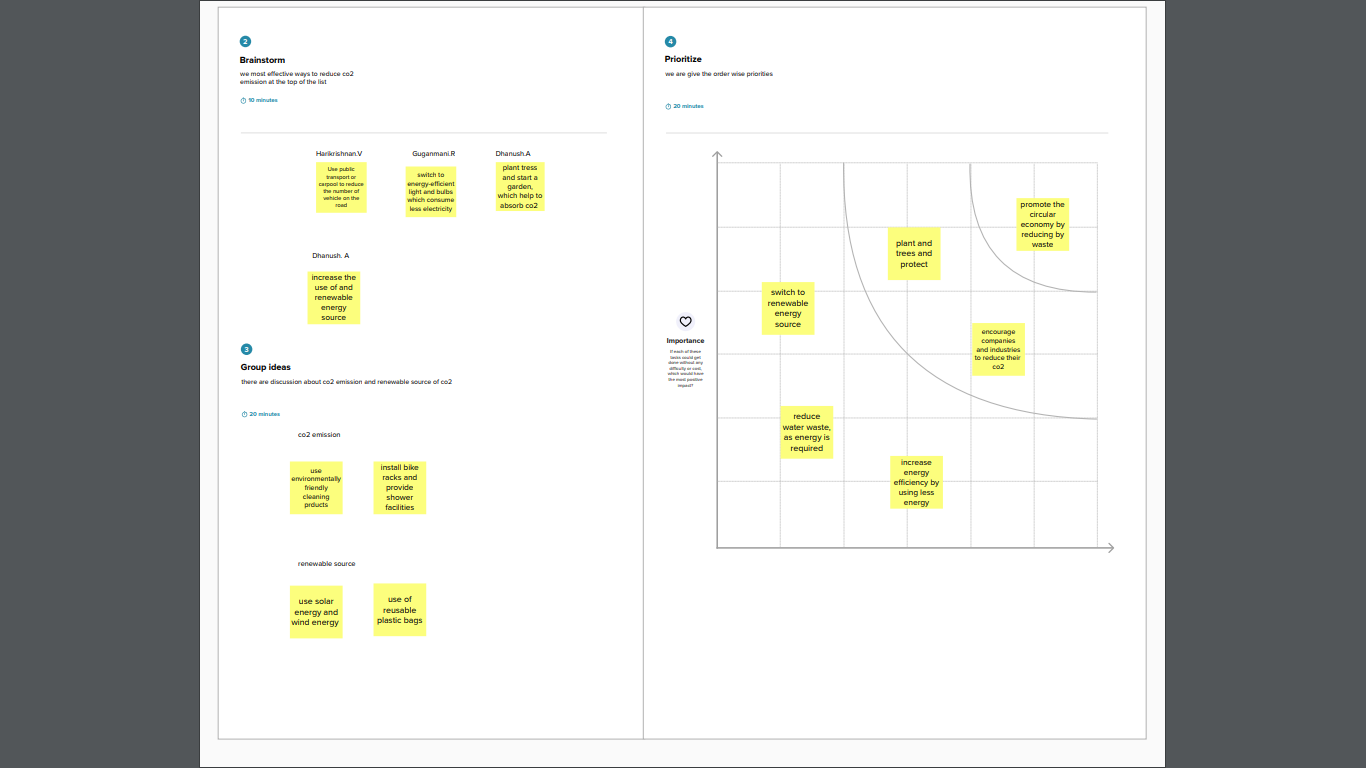 2
Brainstorm
we most effective ways to reduce co2
emission at the top of the list
10 minutes
Harikrishnan.V
Use public
transport or
carpool to reduce
the number of
vehicle on the
road
Guganmani.R
switch to
energy-efficient
light and bulbs
which consume
less electricity
Dhanush.A
plant tress
and start a
garden,
which help to
absorb co2
Dhanush. A
increase the
use of and
renewable
energy
source
3
Group ideas
there are discussion about co2 emission and renewable source of co2
20 minutes
co2 emission
use
environmentally
friendly
cleaning
prducts
install bike
racks and
provide
shower
facilities
renewable source
use solar
energy and
wind energy
use of
reusable
plastic bags
4
Prioritize
we are give the order wise priorities
20 minutes
promote the
circular
economy by
reducing by
waste
plant and
trees and
protect
switch to
renewable
energy
source
encourage
companies
and industries
to reduce their
co2
Importance
If each of these
tasks could get
done without any
difficulty or cost,
which would have
the most positive
impact?
reduce
water waste,
as energy is
required
increase
energy
efficiency by
using less
energy